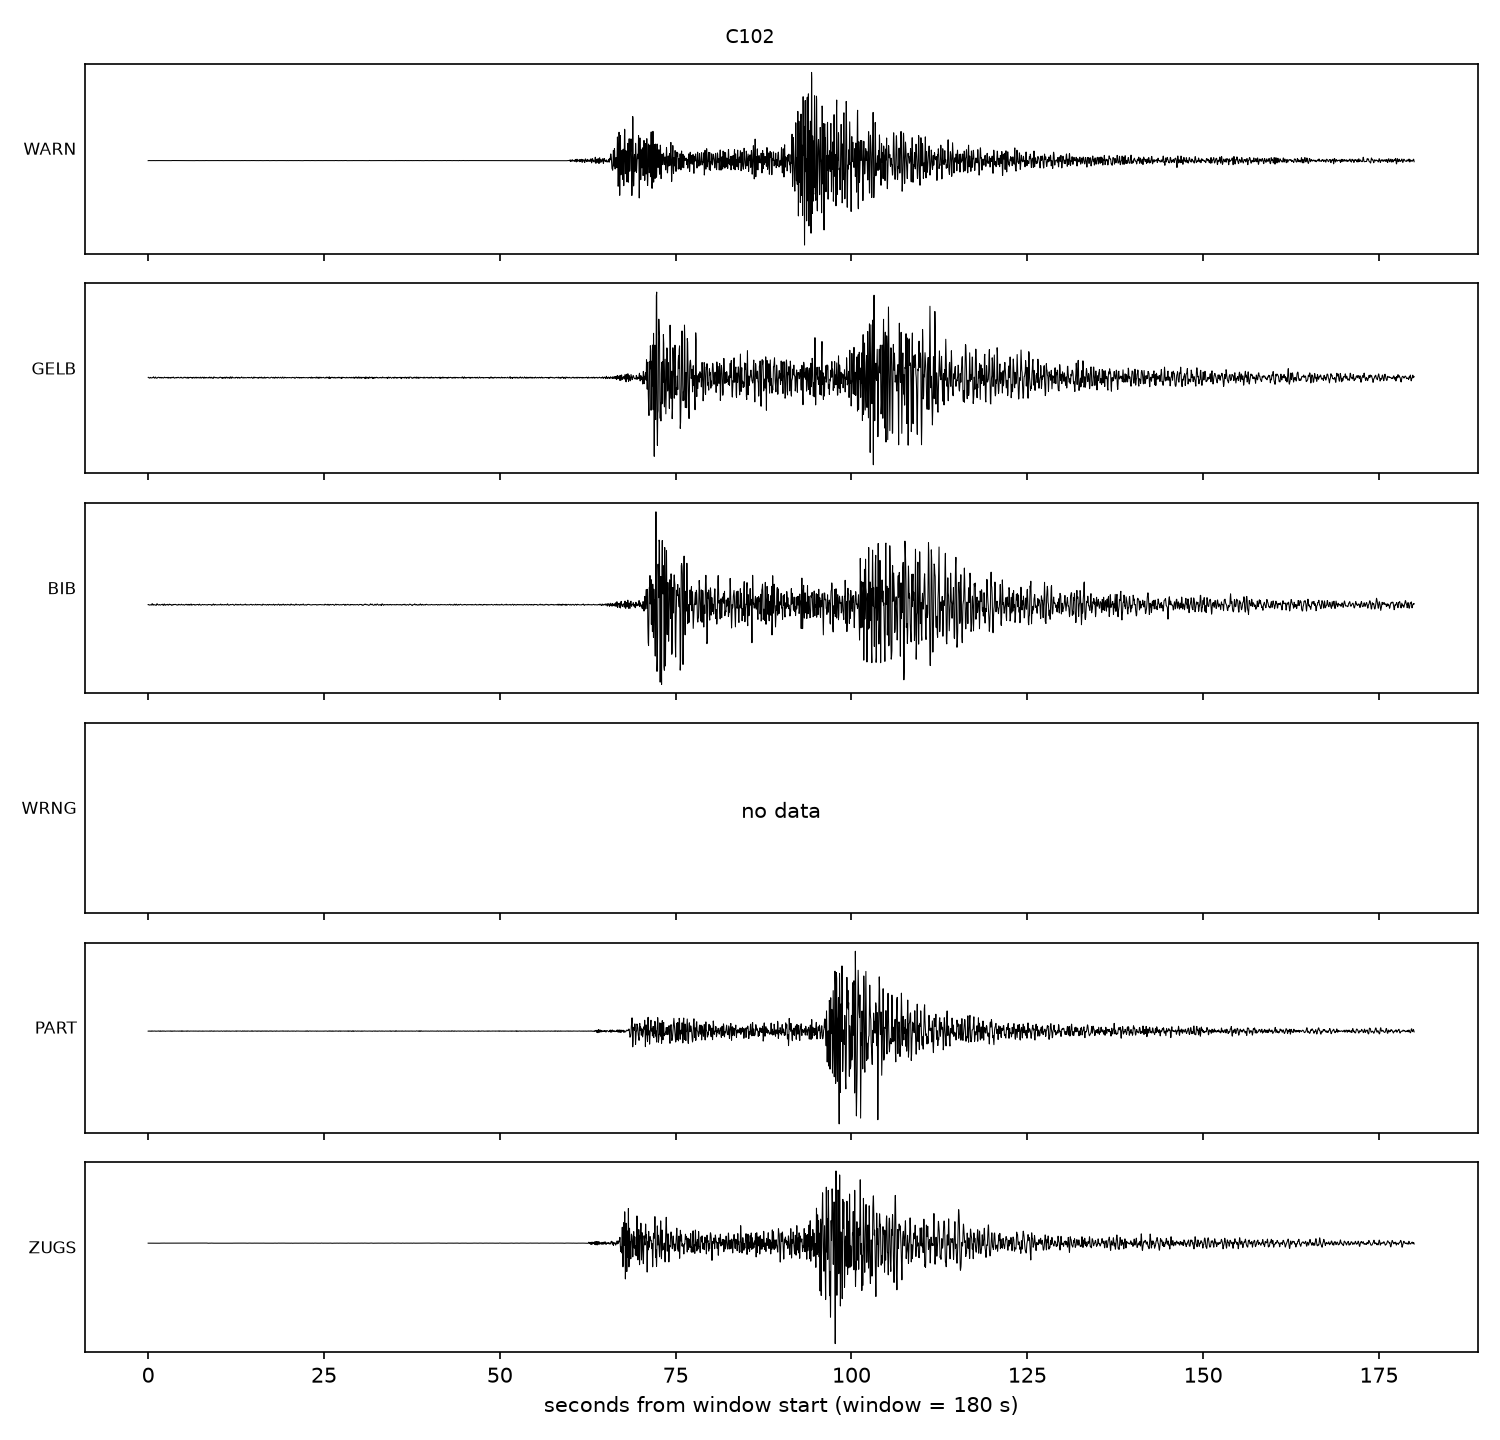 C102
WARN
GELB
BIB
WRNG
no data
PART
ZUGS
0 25 50 75 100 125 150 175
seconds from window start (window = 180 s)